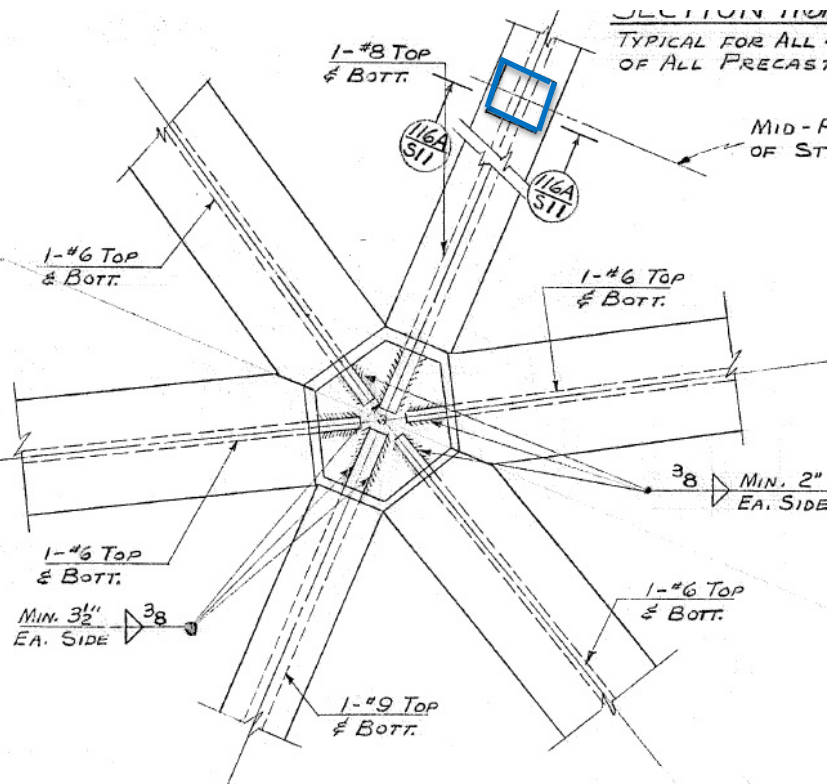 TYPICAL FOR ALL
OF ALL PRECAST
1-#8 TOP
& BOTT.
MID-
OF ST
116A
S11
116A
S11
1-#6 TOP
& BOTT.
1-#6 TOP
& BOTT.
3/8 MIN. 2"
EA. SIDE
1-#6 TOP
& BOTT.
1-#6 TOP
& BOTT.
MIN. 3 1/2" 3/8
EA. SIDE
1-#9 TOP
& BOTT.